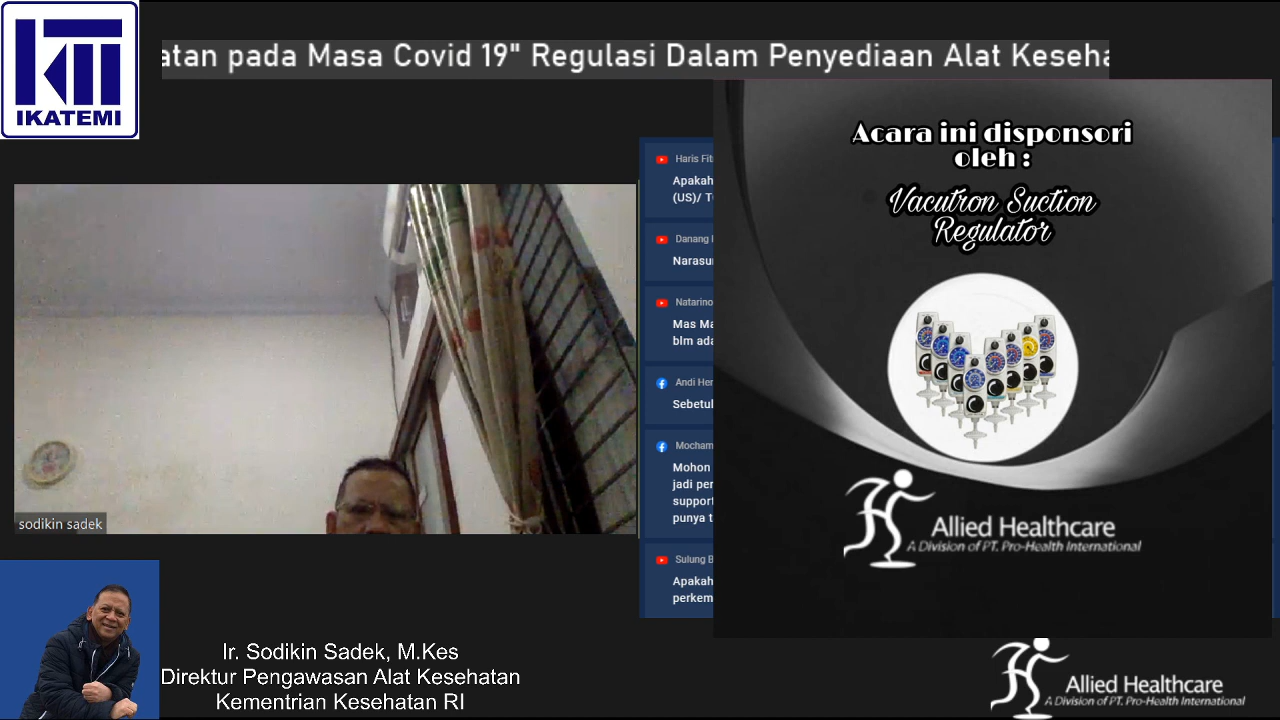 IKATEMI
atan pada Masa Covid 19" Regulasi Dalam Penyediaan Alat Keseha
Haris Fit
Apakah
(US)/ T
Danang
Narasu
Natarino
Mas Ma
blm ada
Andi Her
Sebetul
Mocham
Mohon
jadi per
support
punya t
Sulung B
Apakah
perkem
Acara ini disponsori
oleh :
Vacutron Suction
Regulator
Allied Healthcare
A Division of PT. Pro-Health International
sodikin sadek
Ir. Sodikin Sadek, M.Kes
Direktur Pengawasan Alat Kesehatan
Kementrian Kesehatan RI
Allied Healthcare
A Division of PT. Pro-Health International